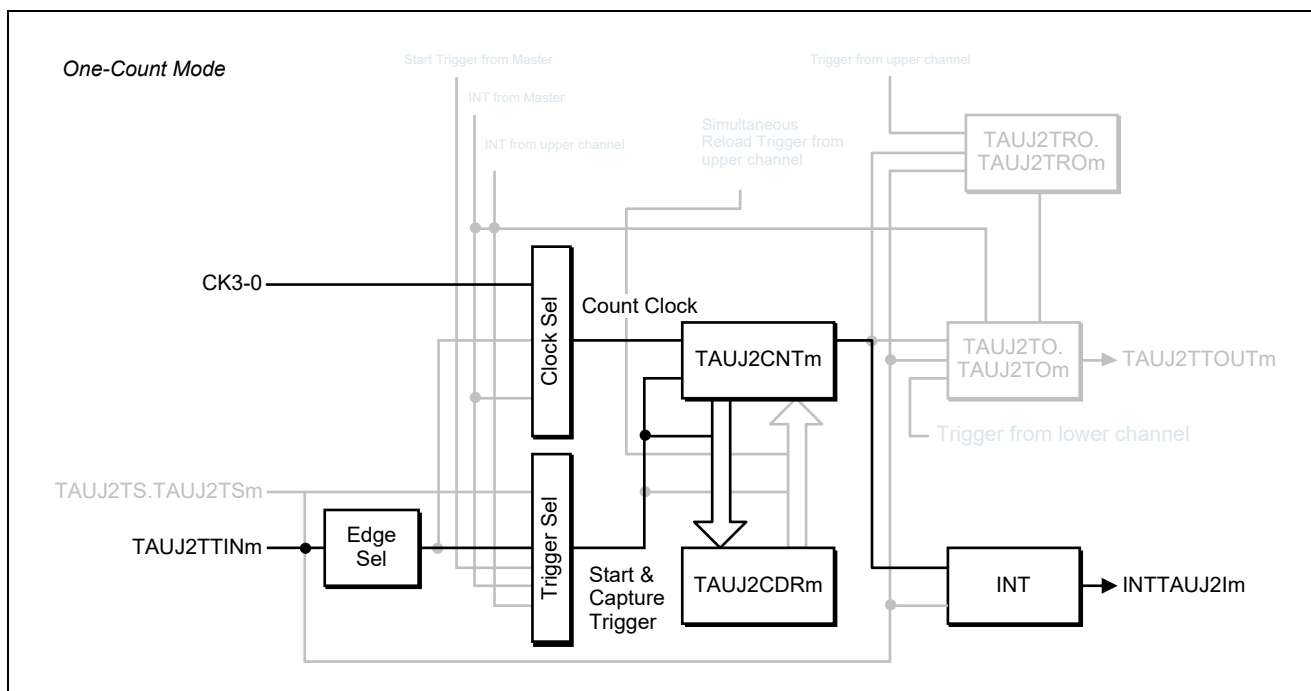 One-Count Mode
Start Trigger from Master
Trigger from upper channel
INT from Master
Simultaneous
Reload Trigger from
upper channel
INT from upper channel
TAUJ2TRO.
TAUJ2TROm
CK3-0
Clock Sel
Count Clock
TAUJ2CNTm
TAUJ2TO.
TAUJ2TOm
TAUJ2TTOUTm
Trigger from lower channel
TAUJ2TS.TAUJ2TSm
TAUJ2TTINm
Edge
Sel
Trigger Sel
Start &
Capture
Trigger
TAUJ2CDRm
INT
INTTAUJ2Im